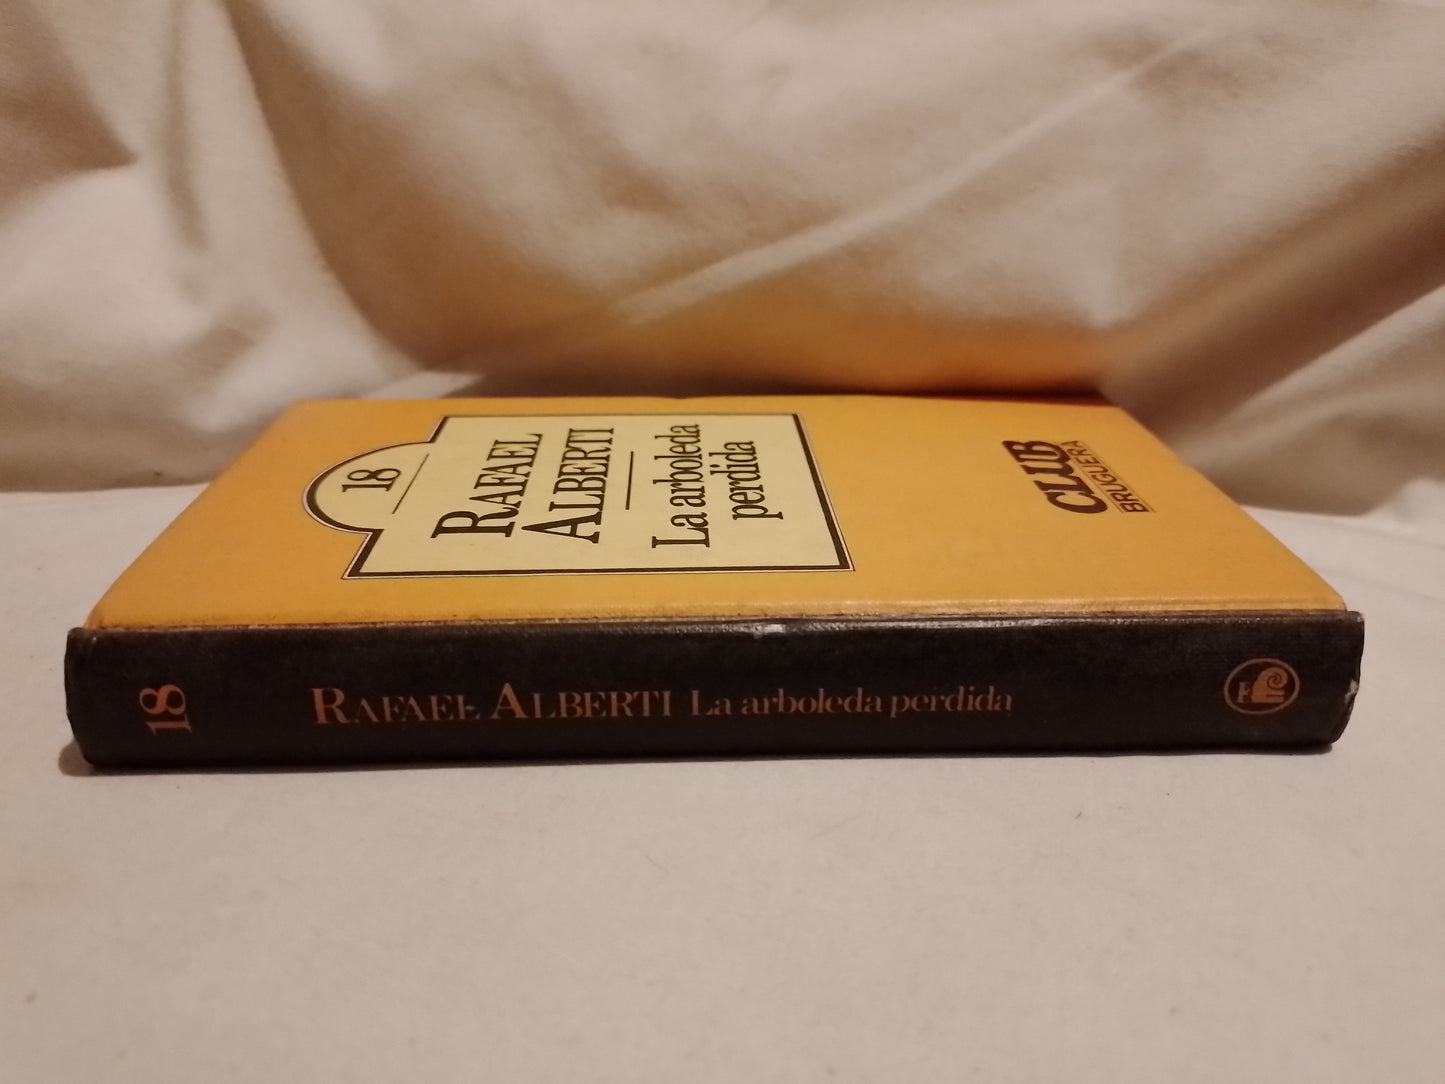 18
RAFAEL
ALBERTI
La arboleda
perdida
CLUB
BRUGUERA
18
RAFAEL ALBERTI La arboleda perdida